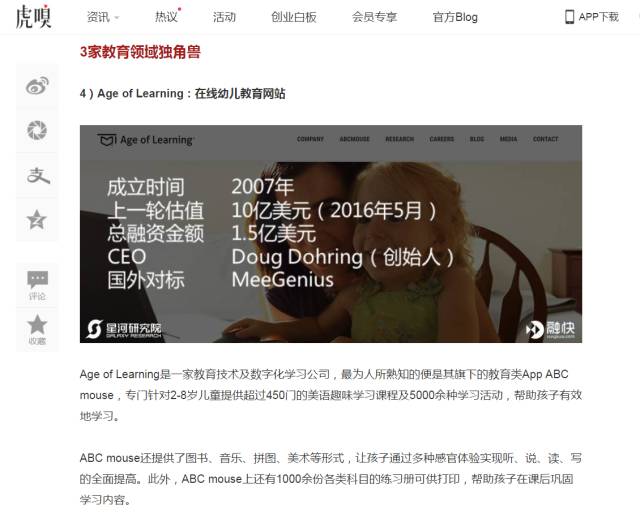 虎嗅
资讯
热议
活动
创业白板
会员专享
官方Blog
APP下载
3家教育领域独角兽
4）Age of Learning：在线幼儿教育网站
Age of Learning
COMPANY
ABCMOUSE
RESEARCH
CAREERS
BLOG
MEDIA
CONTACT
成立时间 2007年
上一轮估值 10亿美元（2016年5月）
总融资金额 1.5亿美元
CEO Doug Dohring（创始人）
国外对标 MeeGenius
星河研究院
GALAXY RESEARCH
融快
评论
收藏
Age of Learning是一家教育技术及数字化学习公司，最为人所熟知的便是其旗下的教育类App ABC
mouse，专门针对2-8岁儿童提供超过450门的美语趣味学习课程及5000余种学习活动，帮助孩子有效
地学习。
ABC mouse还提供了图书、音乐、拼图、美术等形式，让孩子通过多种感官体验实现听、说、读、写
的全面提高。此外，ABC mouse上还有1000余份各类科目的练习册可供打印，帮助孩子在课后巩固
学习内容。